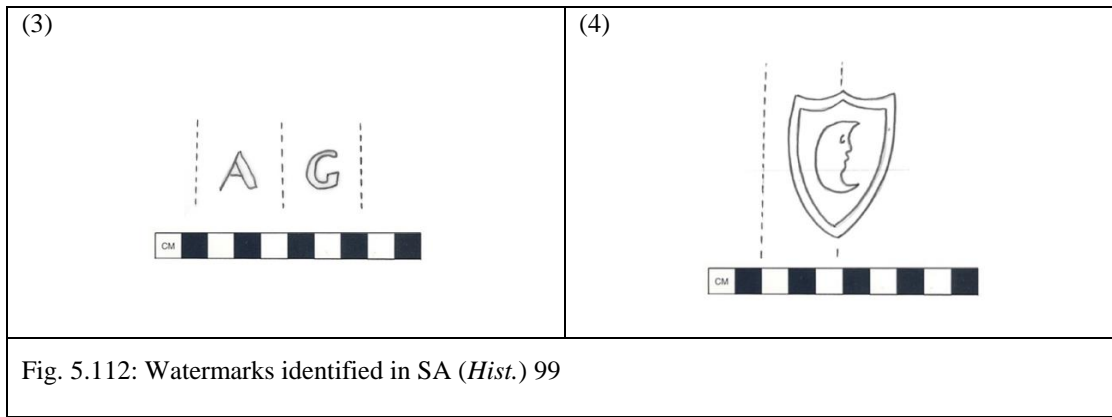 (3)
(4)
A G
CM
CM
Fig. 5.112: Watermarks identified in SA (Hist.) 99